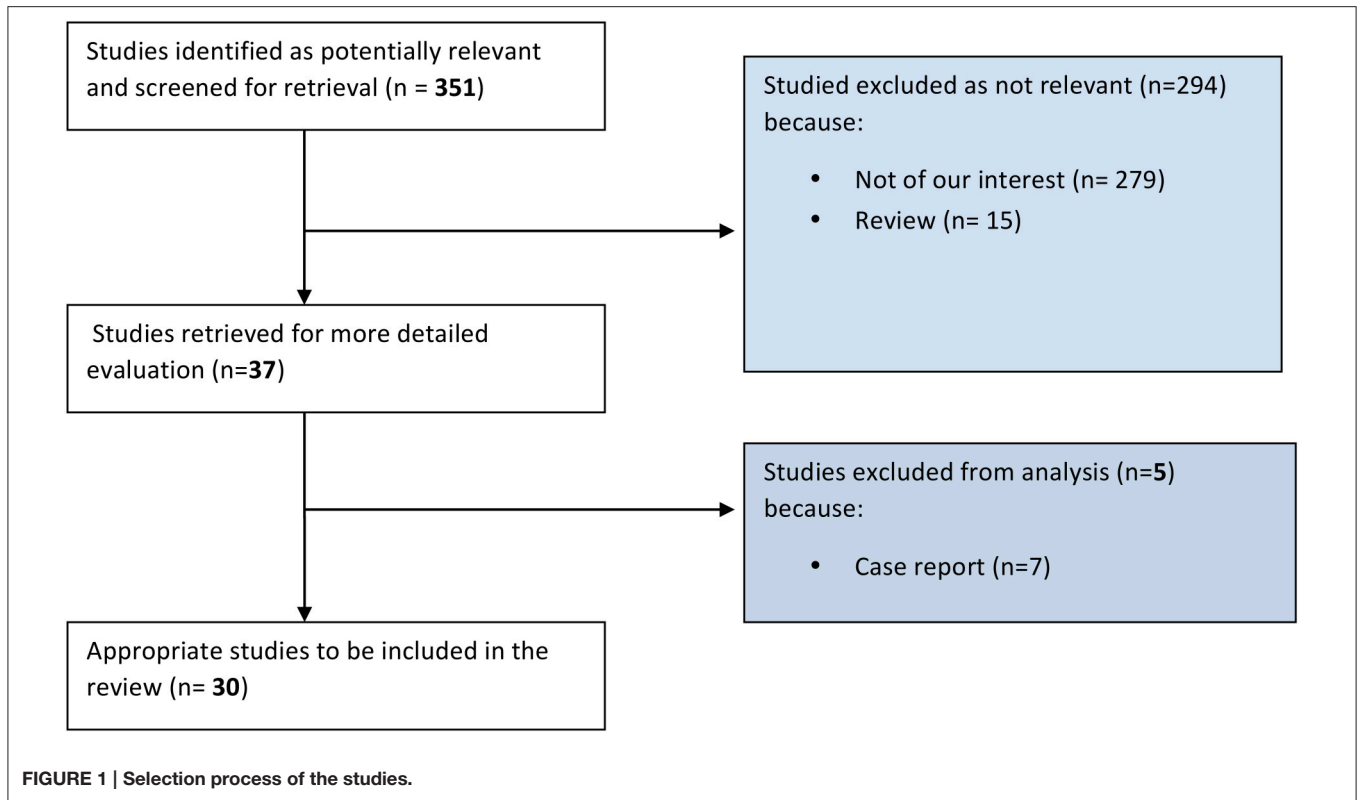 Studies identified as potentially relevant
and screened for retrieval (n = 351)
Studied excluded as not relevant (n=294)
because:
• Not of our interest (n= 279)
• Review (n= 15)
Studies retrieved for more detailed
evaluation (n=37)
Studies excluded from analysis (n=5)
because:
• Case report (n=7)
Appropriate studies to be included in the
review (n= 30)
FIGURE 1 | Selection process of the studies.